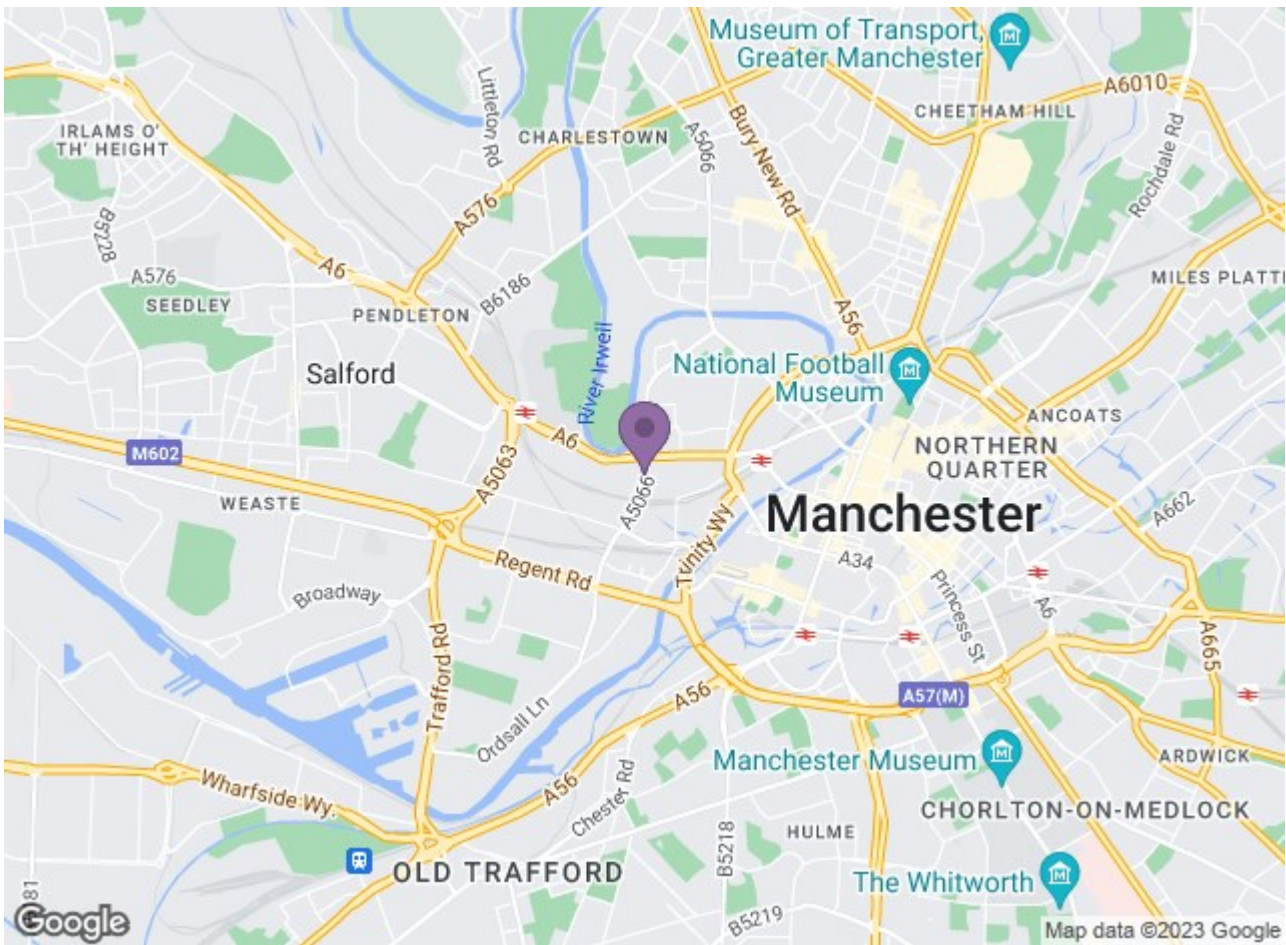 Museum of Transport,
Greater Manchester
A6010
CHEETHAM HILL
Littleton Rd
IRLAMS O'
TH' HEIGHT
CHARLESTOWN
A5066
Bury New Rd
Rochdale Rd
B5228
A576
A6
A576
SEEDLEY
B6186
MILES PLATTI
PENDLETON
A56
River Irwell
Salford
National Football
Museum
ANCOATS
A6
NORTHERN
QUARTER
M602
A5063
WEASTE
A5066
Manchester
A662
Trinity Wy
A34
Regent Rd
Princess St
A6
Broadway
A665
Trafford Rd
A56
A57(M)
Ordsall Ln
Manchester Museum
ARDWICK
Wharfside Wy.
A56
Chester Rd
CHORLTON-ON-MEDLOCK
B5218
HULME
OLD TRAFFORD
The Whitworth
081
B5219
Google
Map data ©2023 Google